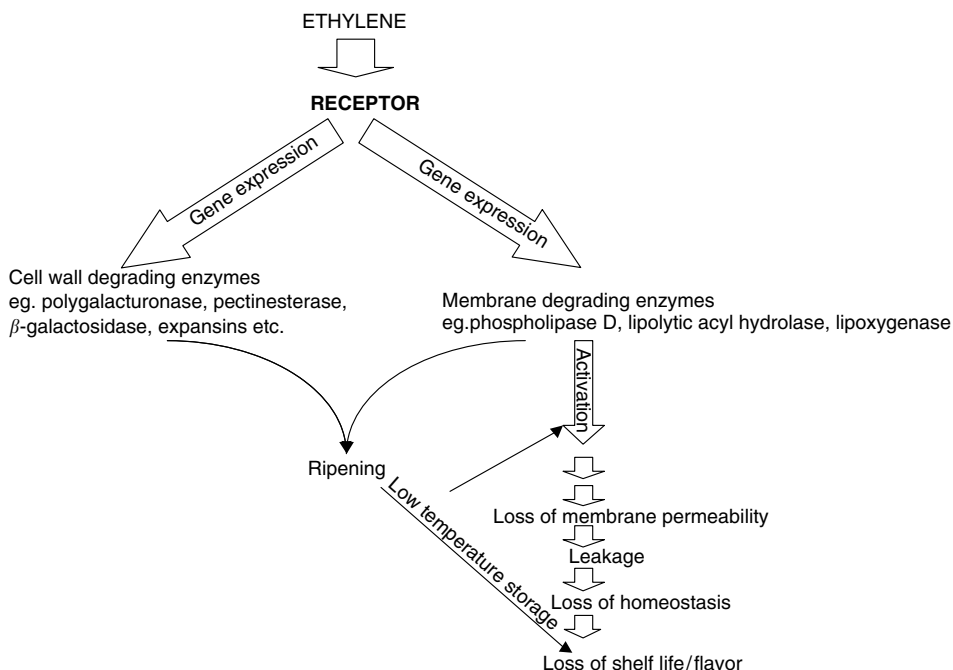 ETHYLENE
RECEPTOR
Gene expression
Gene expression
Cell wall degrading enzymes
eg. polygalacturonase, pectinesterase,
β-galactosidase, expansins etc.
Membrane degrading enzymes
eg.phospholipase D, lipolytic acyl hydrolase, lipoxygenase
Activation
Ripening
Low temperature storage
Loss of membrane permeability
Leakage
Loss of homeostasis
Loss of shelf life/flavor